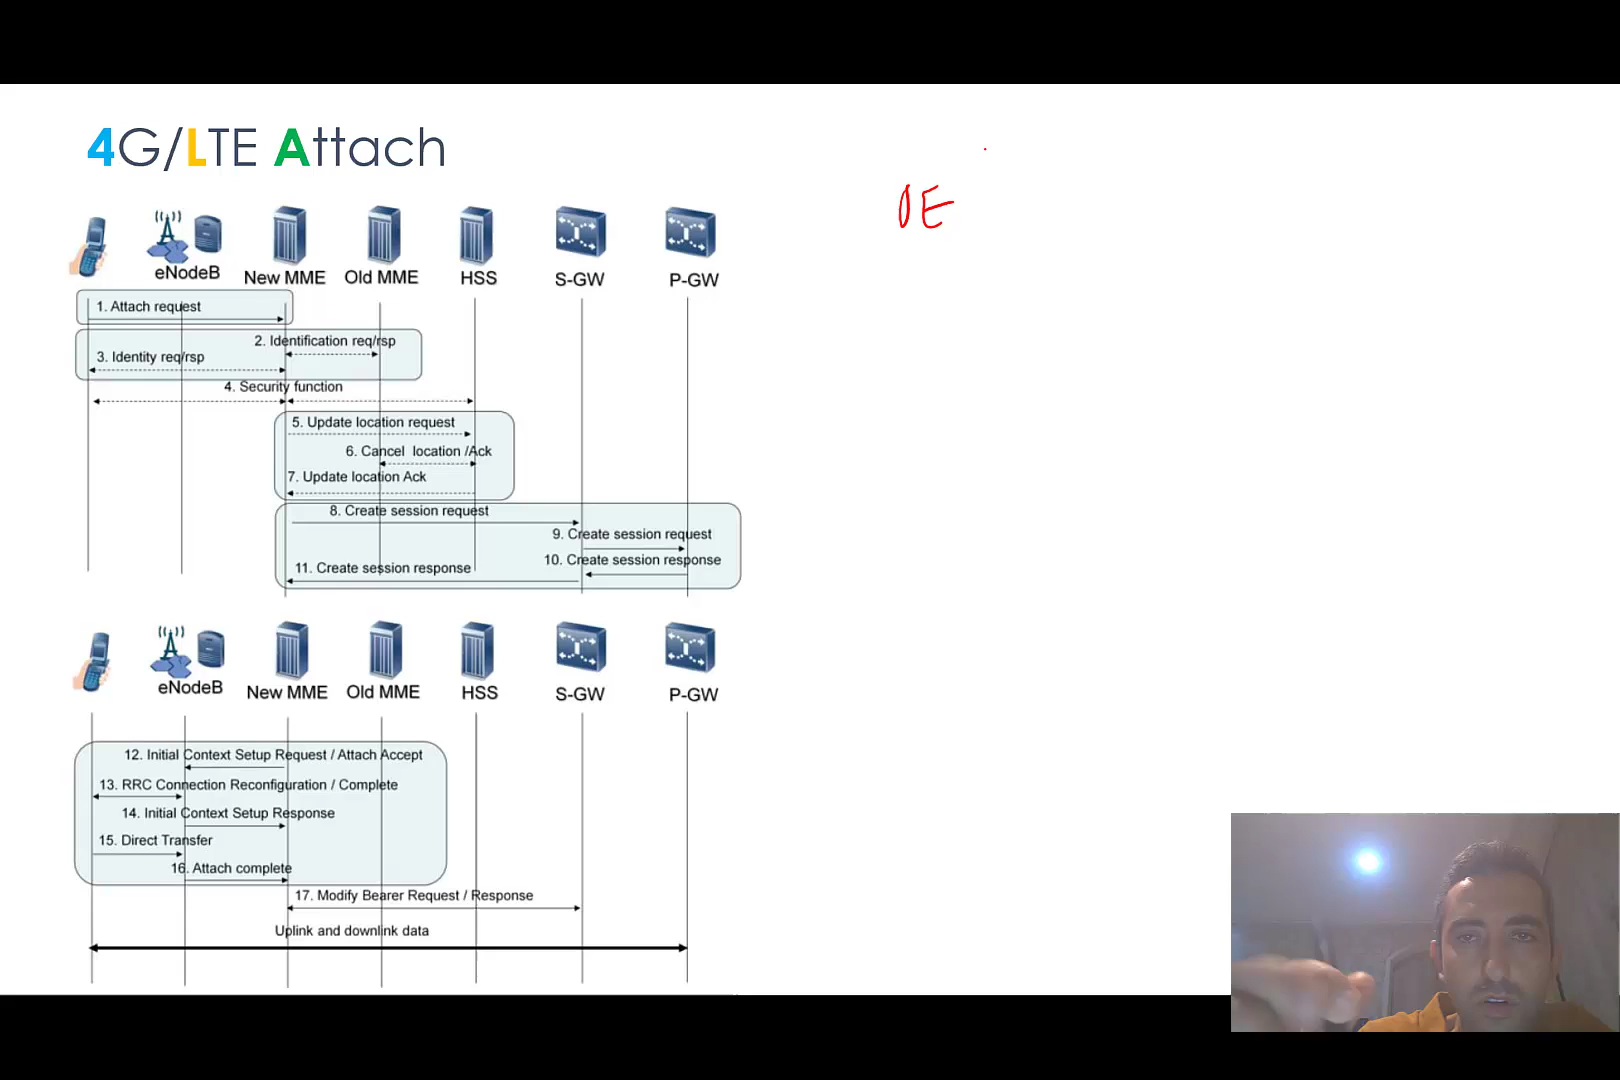 4G/LTE Attach
UE
eNodeB
New MME
Old MME
HSS
S-GW
P-GW
1. Attach request
2. Identification req/rsp
3. Identity req/rsp
4. Security function
5. Update location request
6. Cancel location /Ack
7. Update location Ack
8. Create session request
9. Create session request
10. Create session response
11. Create session response
eNodeB
New MME
Old MME
HSS
S-GW
P-GW
12. Initial Context Setup Request / Attach Accept
13. RRC Connection Reconfiguration / Complete
14. Initial Context Setup Response
15. Direct Transfer
16. Attach complete
17. Modify Bearer Request / Response
Uplink and downlink data